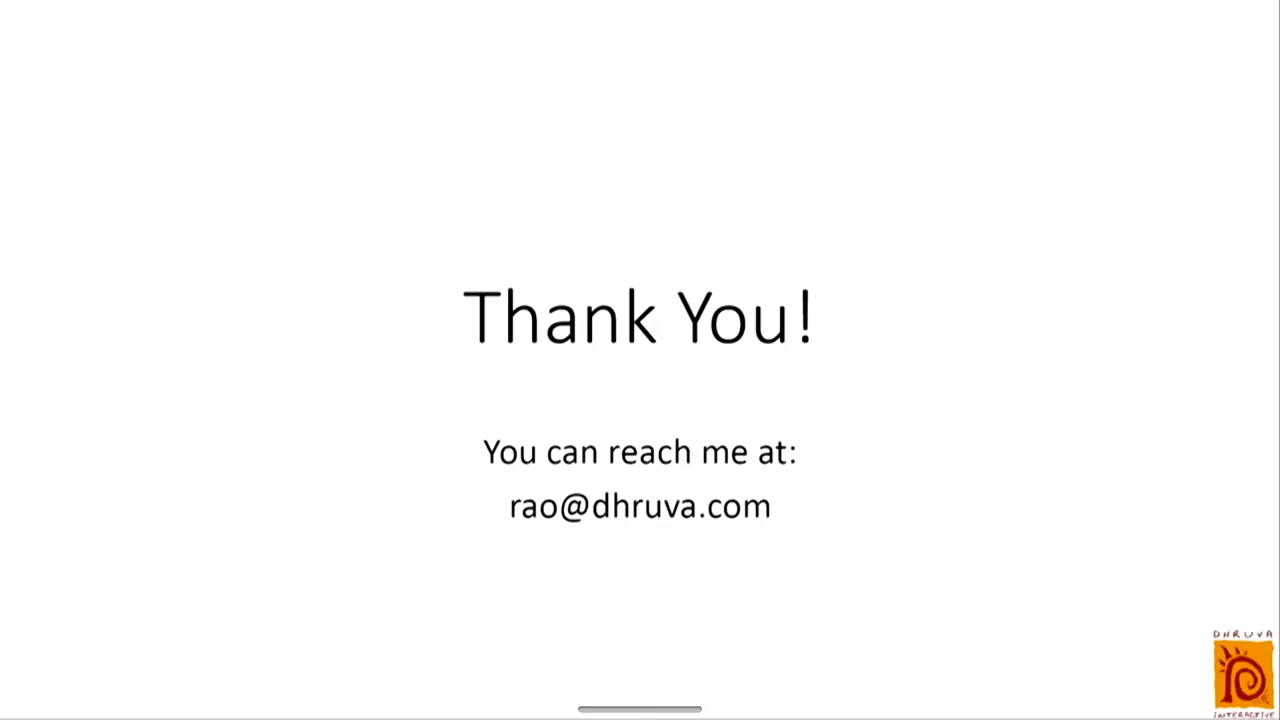 Thank You!
You can reach me at:
rao@dhruva.com
DHRUVA
INTERACTIVE